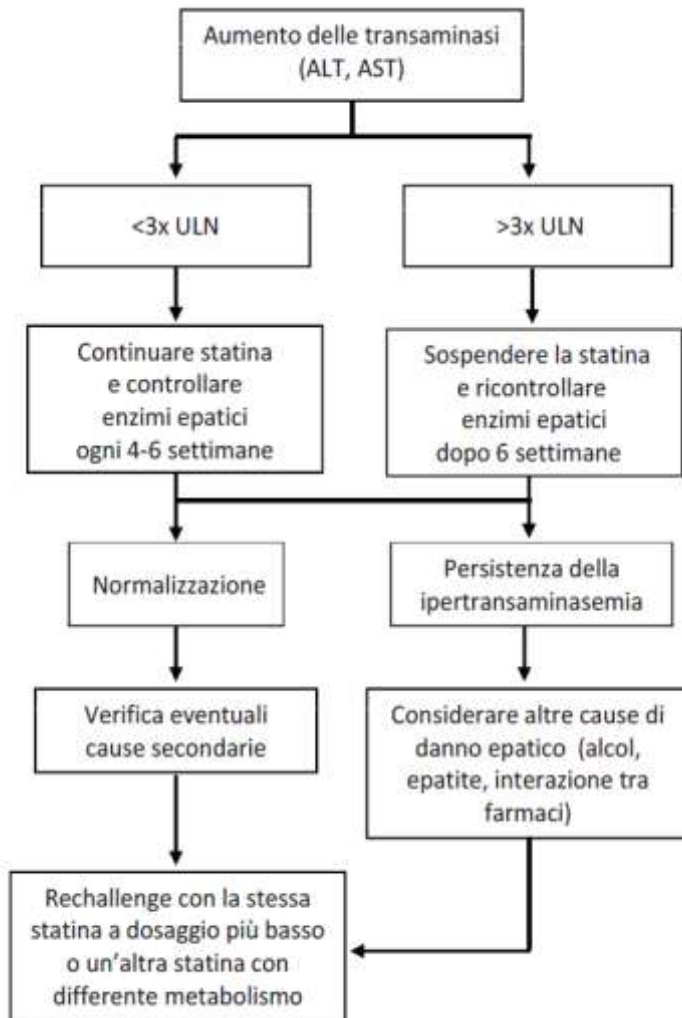 Aumento delle transaminasi
(ALT, AST)
<3x ULN
>3x ULN
Continuare statina
e controllare
enzimi epatici
ogni 4-6 settimane
Sospendere la statina
e ricontrollare
enzimi epatici
dopo 6 settimane
Normalizzazione
Persistenza della
ipertransaminasemia
Verifica eventuali
cause secondarie
Considerare altre cause di
danno epatico (alcol,
epatite, interazione tra
farmaci)
Rechallenge con la stessa
statina a dosaggio più basso
o un’altra statina con
differente metabolismo